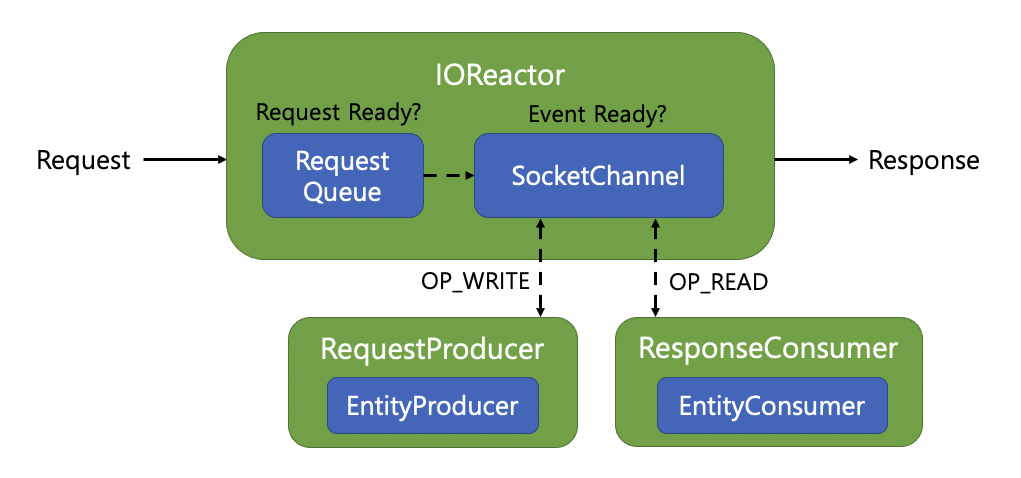 IOReactor
Request Ready?
Event Ready?
Request
Request
Queue
SocketChannel
Response
OP_WRITE
OP_READ
RequestProducer
ResponseConsumer
EntityProducer
EntityConsumer